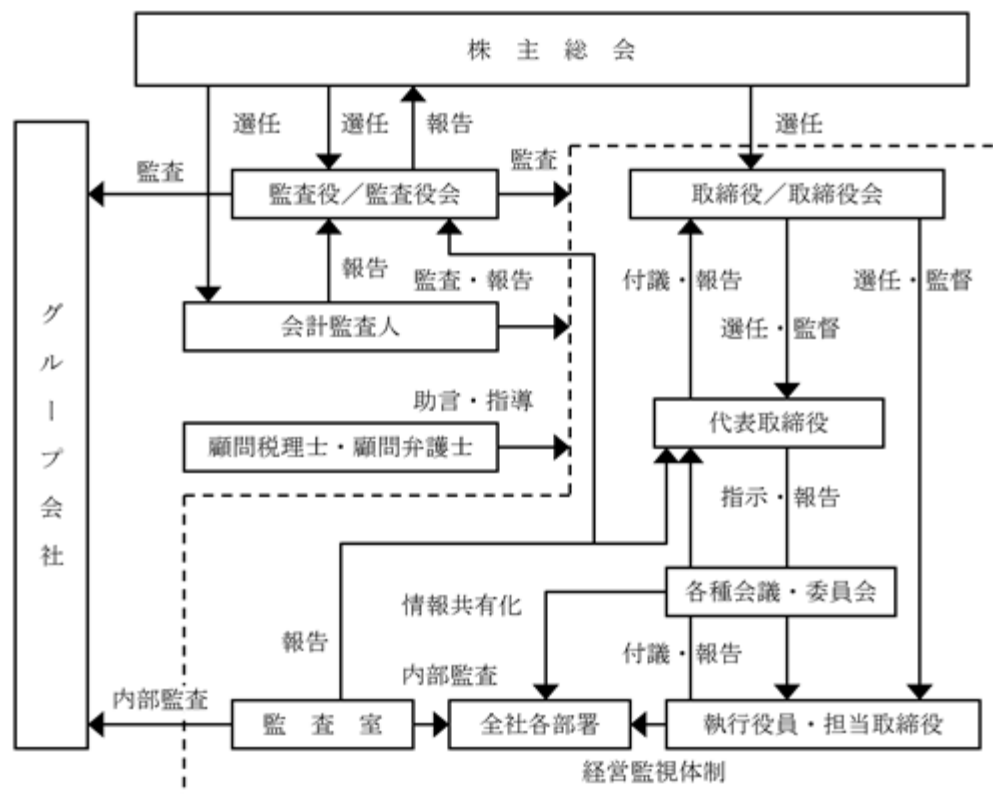 株主総会
選任
選任
報告
選任
監査
監査
監査役／監査役会
取締役／取締役会
報告
監査・報告
付議・報告
選任・監督
会計監査人
選任・監督
グループ会社
助言・指導
代表取締役
顧問税理士・顧問弁護士
指示・報告
各種会議・委員会
情報共有化
報告
付議・報告
内部監査
内部監査
監査室
全社各部署
執行役員・担当取締役
経営監視体制